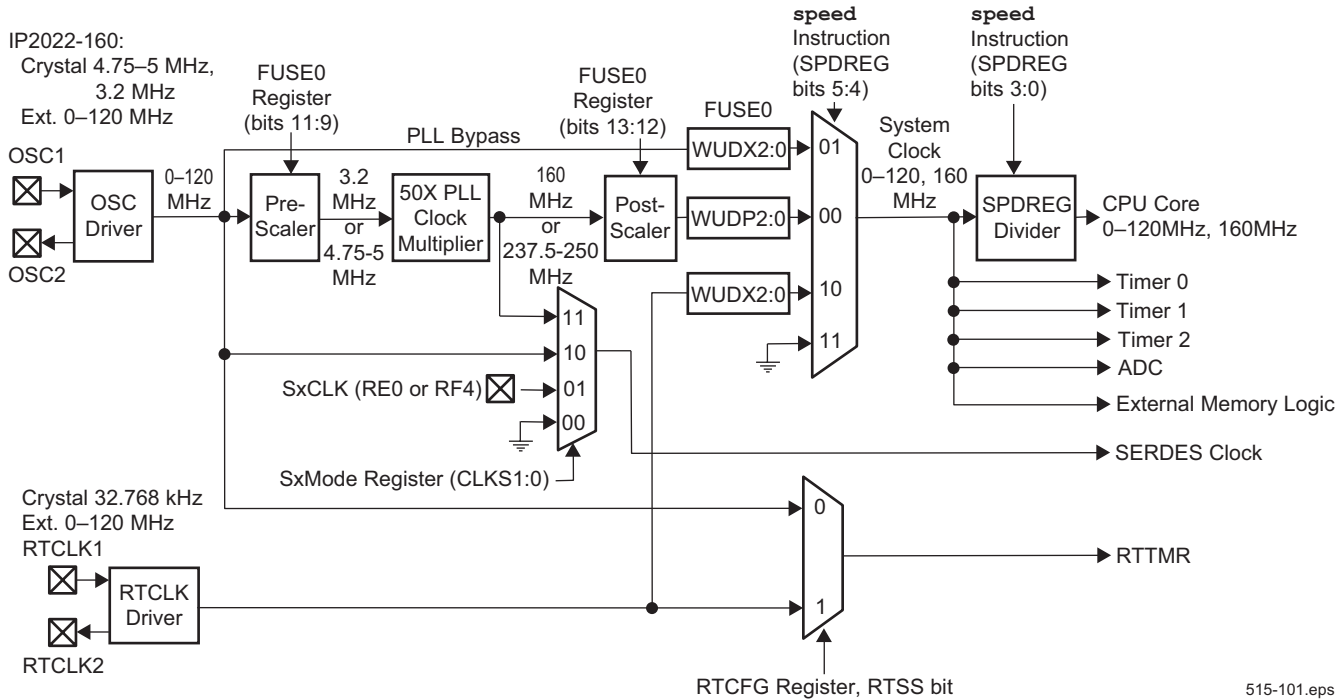 IP2022-160:
Crystal 4.75–5 MHz,
3.2 MHz
Ext. 0–120 MHz
OSC1
OSC2
OSC
Driver
0–120
MHz
FUSE0
Register
(bits 11:9)
PLL Bypass
Pre-
Scaler
3.2
MHz
or
4.75-5
MHz
50X PLL
Clock
Multiplier
160
MHz
or
237.5-250
MHz
FUSE0
Register
(bits 13:12)
Post-
Scaler
FUSE0
WUDX2:0
WUDP2:0
WUDX2:0
speed
Instruction
(SPDREG
bits 5:4)
01
00
10
11
System
Clock
0–120, 160
MHz
speed
Instruction
(SPDREG
bits 3:0)
SPDREG
Divider
CPU Core
0–120MHz, 160MHz
Timer 0
Timer 1
Timer 2
ADC
External Memory Logic
SERDES Clock
11
10
01
00
SxCLK (RE0 or RF4)
SxMode Register (CLKS1:0)
Crystal 32.768 kHz
Ext. 0–120 MHz
RTCLK1
RTCLK2
RTCLK
Driver
0
1
RTTMR
RTCFG Register, RTSS bit
515-101.eps